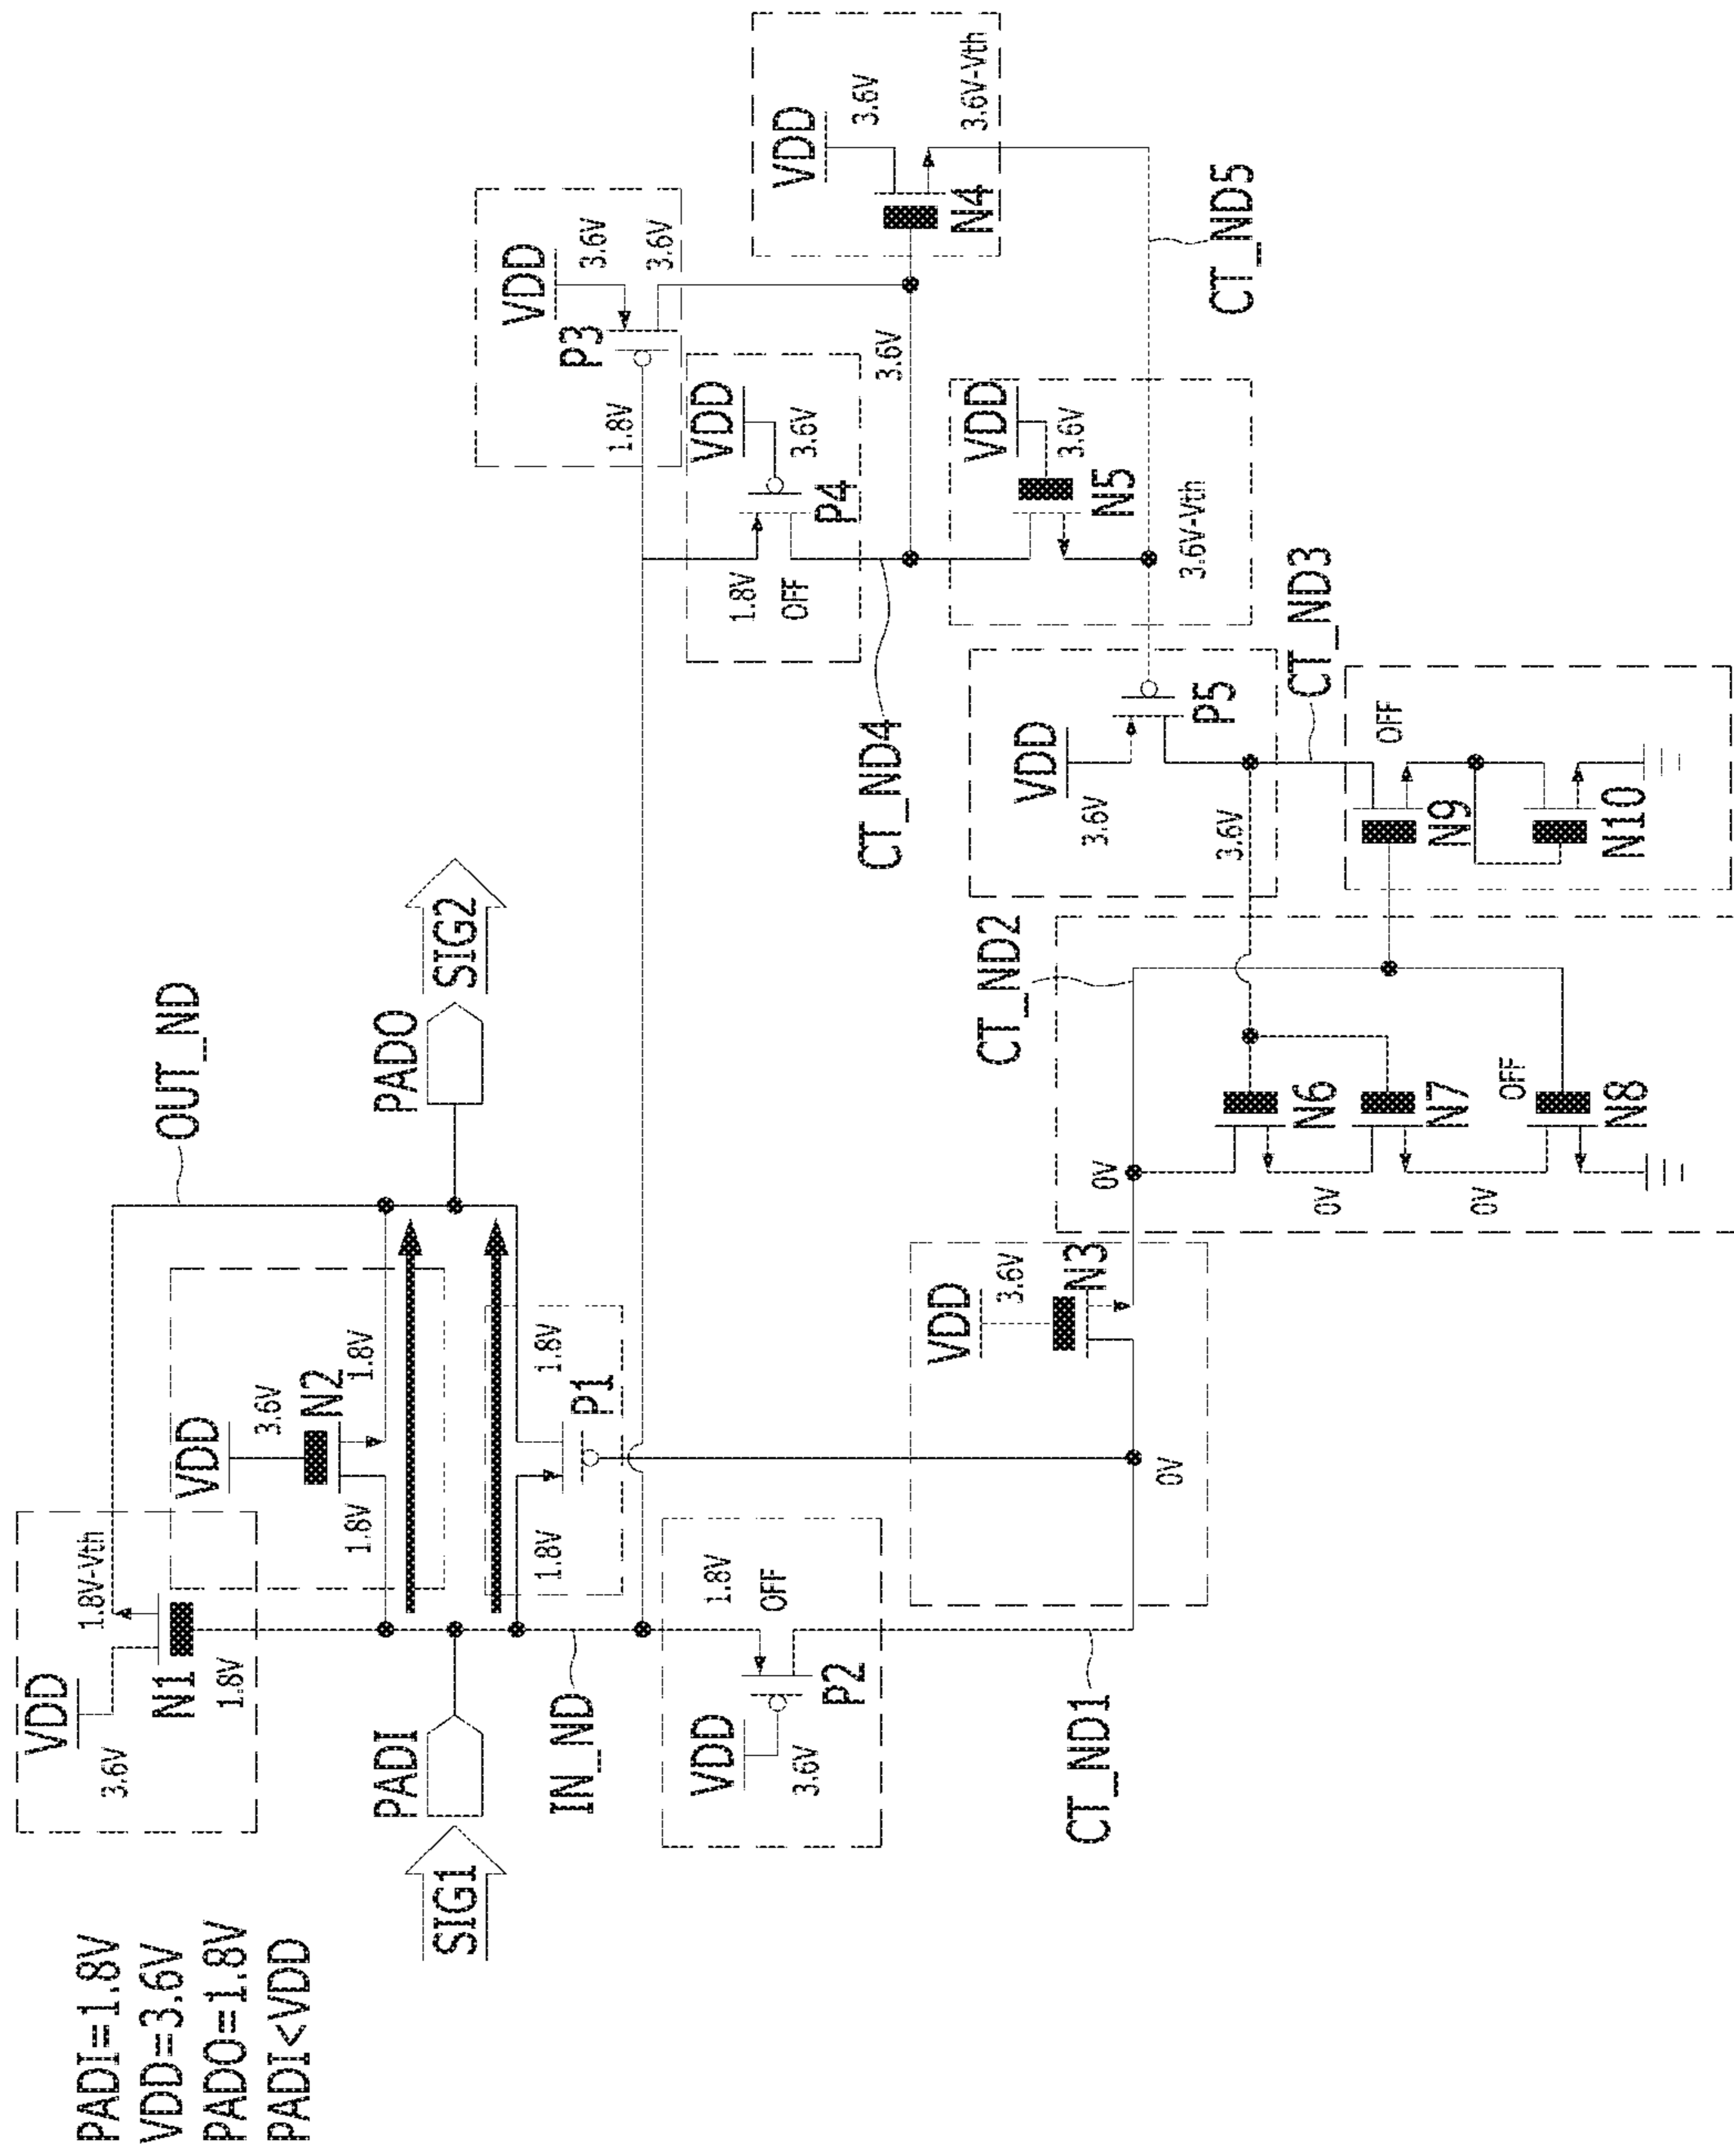 PADI=1.8V
VDD=3.6V
PADO=1.8V
PADI<VDD
VDD
3.6V
N1
1.8V
1.8V-Vth
VDD
3.6V
N2
1.8V
1.8V
OUT_ND
SIG1
PADI
PADO
SIG2
1.8V
1.8V
P1
IN_ND
VDD
3.6V
P2
1.8V
OFF
VDD
3.6V
3.6V
P3
1.8V
VDD
3.6V
P4
1.8V
OFF
3.6V
VDD
3.6V
N4
3.6V-Vth
CT_ND4
VDD
3.6V
N5
3.6V-Vth
CT_ND5
VDD
3.6V
N3
0V
CT_ND1
CT_ND2
VDD
3.6V
P5
3.6V
CT_ND3
0V
N6
0V
N7
0V
OFF
N8
OFF
N9
N10